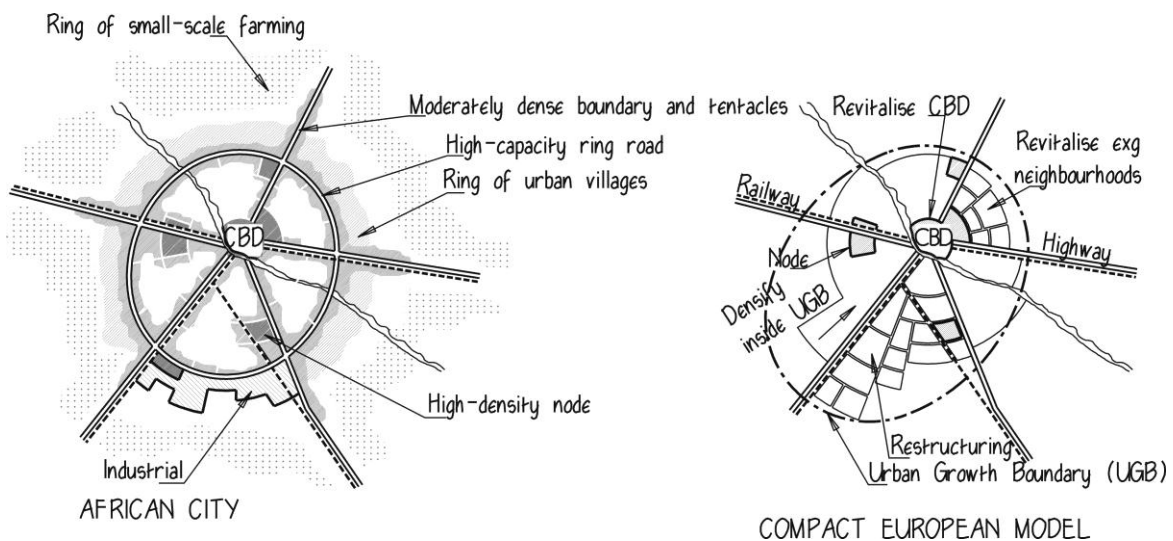 Ring of small-scale farming
Moderately dense boundary and tentacles
High-capacity ring road
Ring of urban villages
CBD
High-density node
Industrial
AFRICAN CITY
Revitalise CBD
Revitalise exg
neighbourhoods
Railway
CBD
Highway
Node
Densify
inside UGB
Restructuring
Urban Growth Boundary (UGB)
COMPACT EUROPEAN MODEL